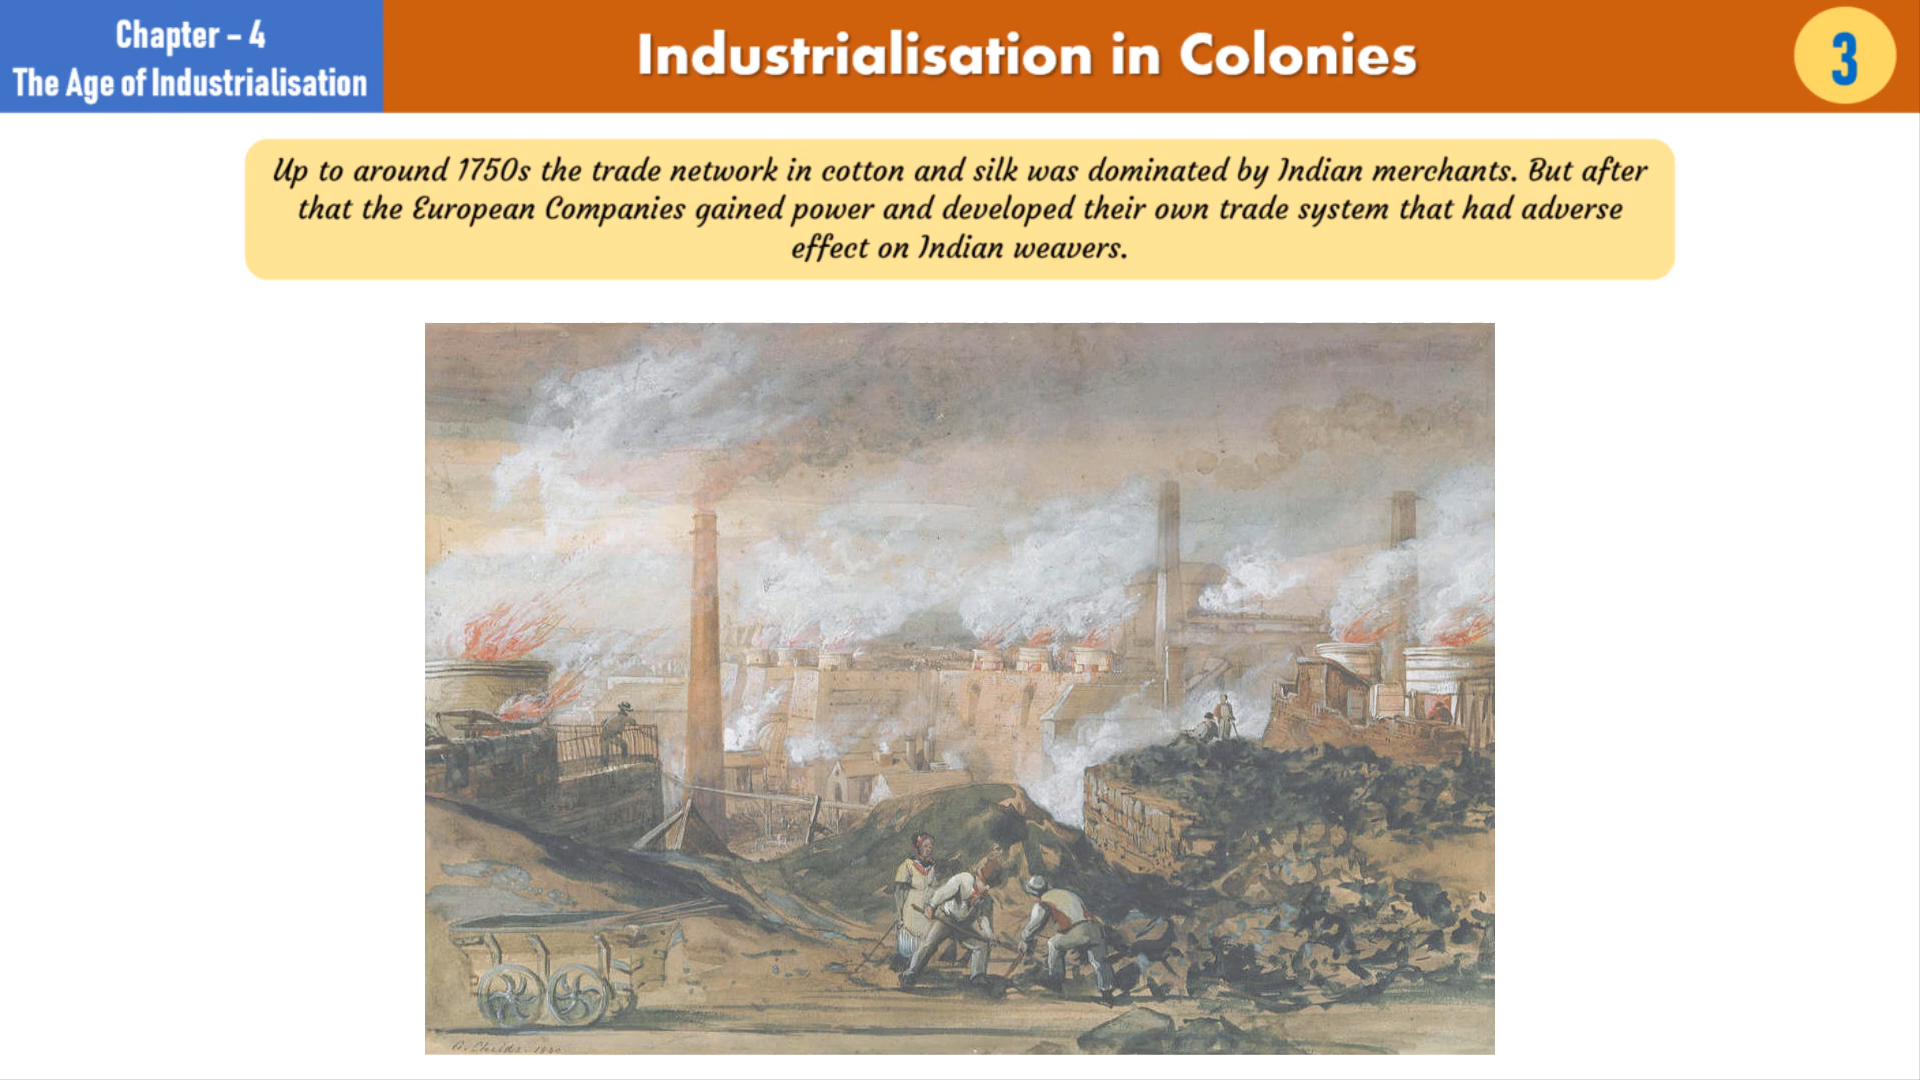 Chapter – 4
The Age of Industrialisation
Industrialisation in Colonies
3
Up to around 1750s the trade network in cotton and silk was dominated by Indian merchants. But after
that the European Companies gained power and developed their own trade system that had adverse
effect on Indian weavers.